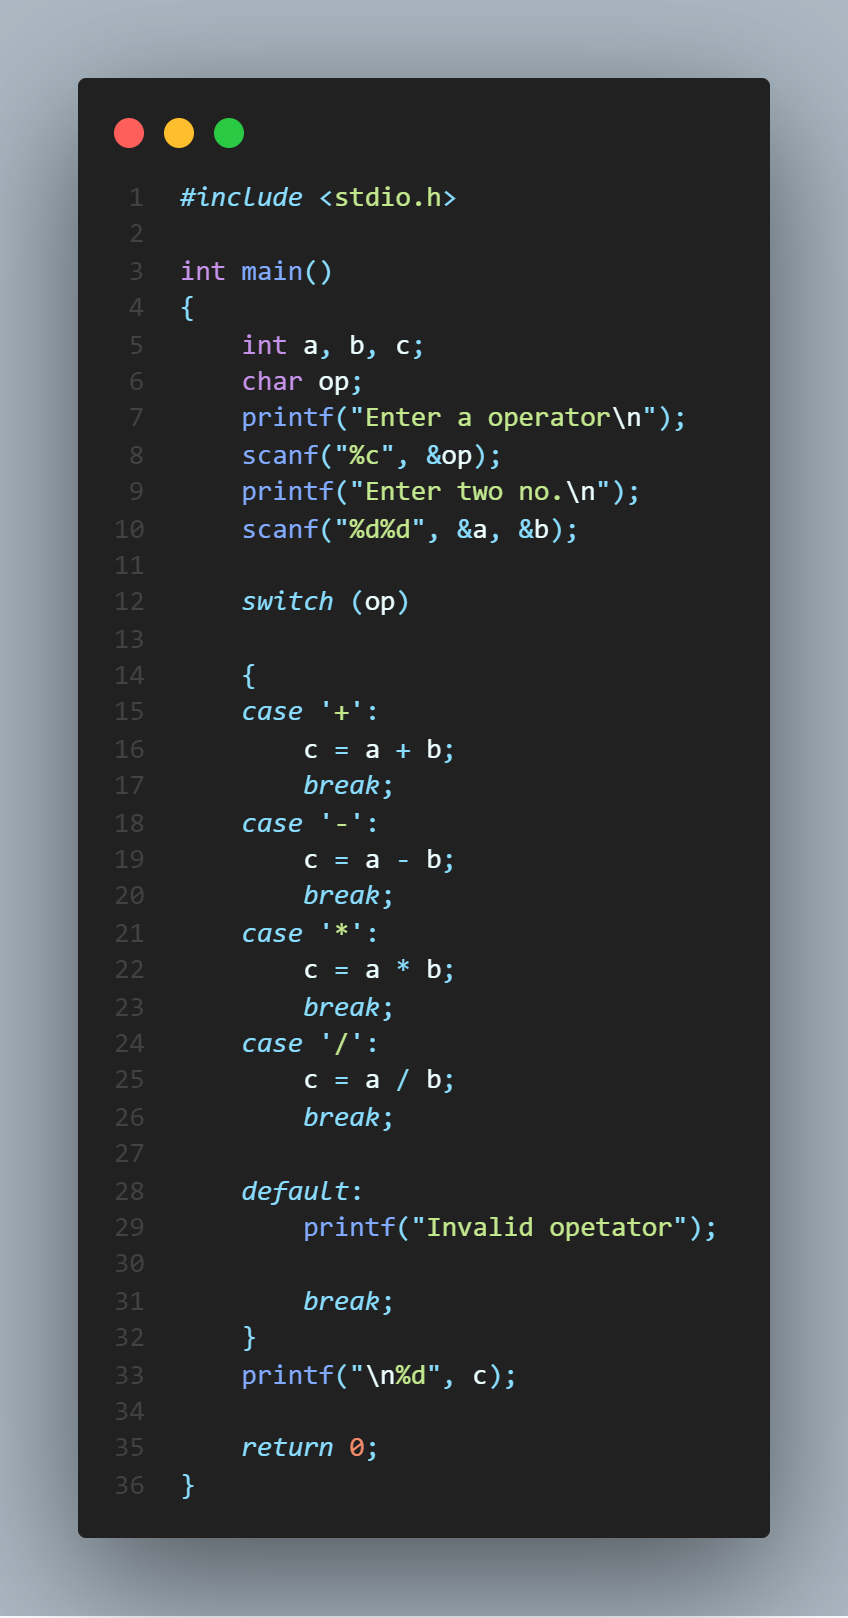 1 #include <stdio.h>
2
3 int main()
4 {
5     int a, b, c;
6     char op;
7     printf("Enter a operator\n");
8     scanf("%c", &op);
9     printf("Enter two no.\n");
10     scanf("%d%d", &a, &b);
11
12     switch (op)
13
14     {
15     case '+':
16         c = a + b;
17         break;
18     case '-':
19         c = a - b;
20         break;
21     case '*':
22         c = a * b;
23         break;
24     case '/':
25         c = a / b;
26         break;
27
28     default:
29         printf("Invalid opetator");
30
31         break;
32     }
33     printf("\n%d", c);
34
35     return 0;
36 }